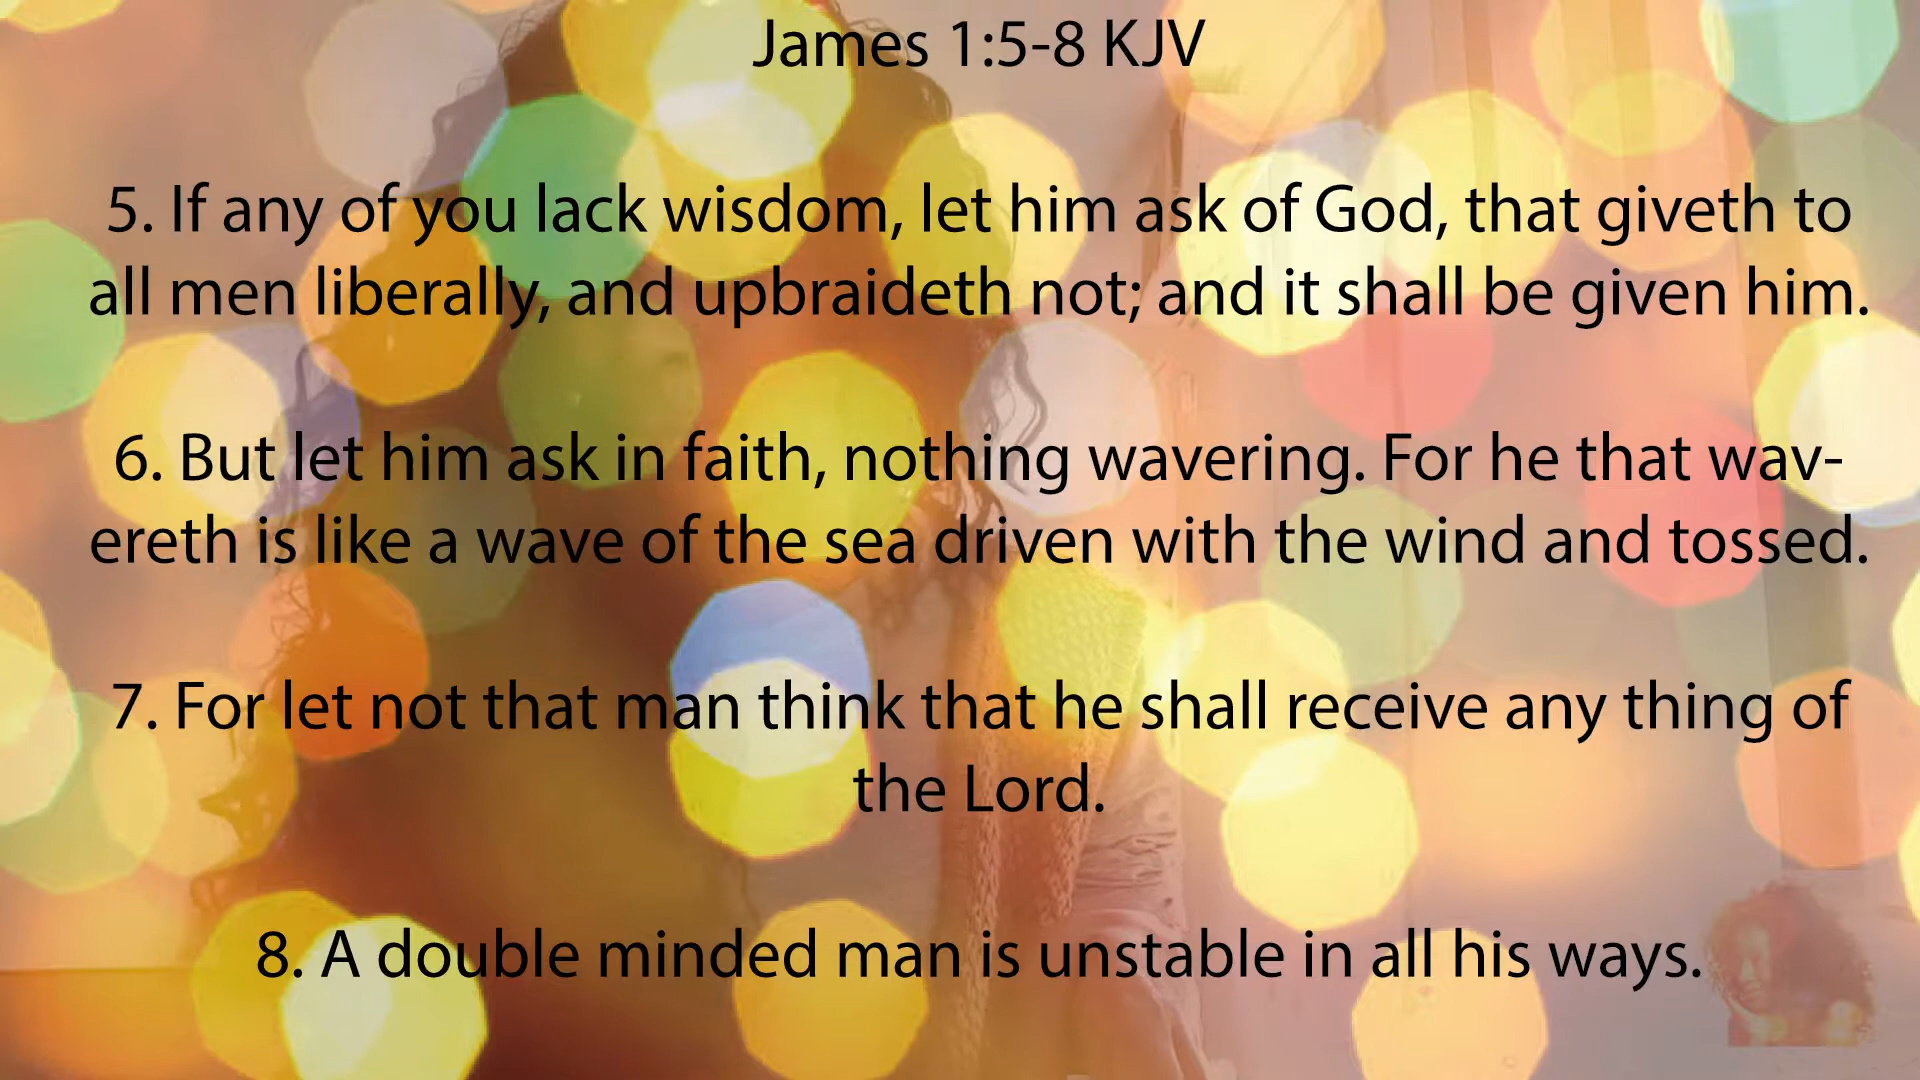 James 1:5-8 KJV
5. If any of you lack wisdom, let him ask of God, that giveth to
all men liberally, and upbraideth not; and it shall be given him.
6. But let him ask in faith, nothing wavering. For he that wav-
ereth is like a wave of the sea driven with the wind and tossed.
7. For let not that man think that he shall receive any thing of
the Lord.
8. A double minded man is unstable in all his ways.